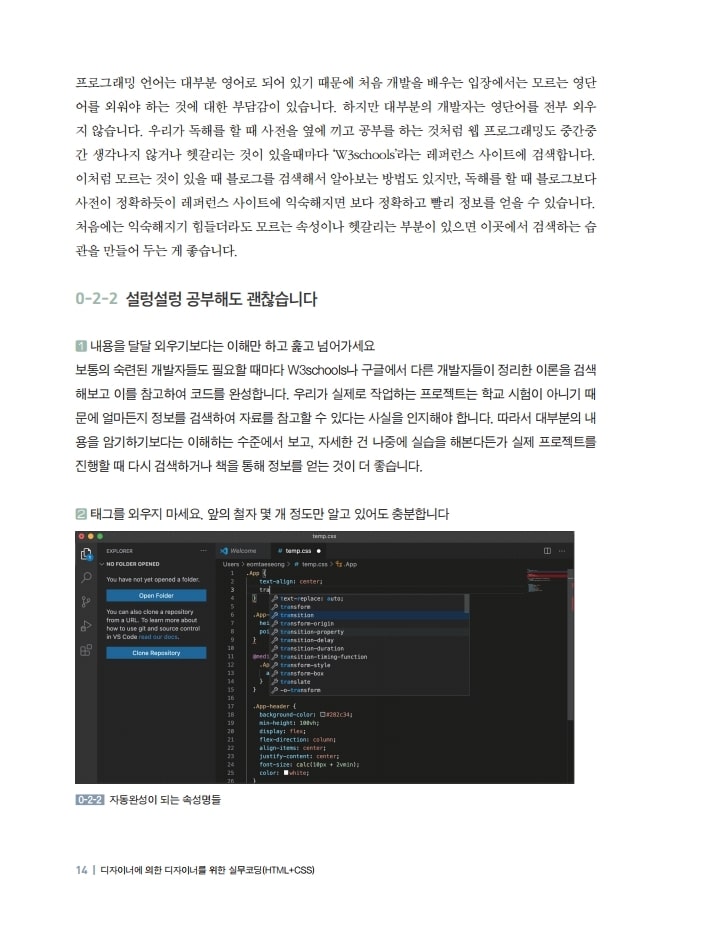 프로그래밍 언어는 대부분 영어로 되어 있기 때문에 처음 개발을 배우는 입장에서는 모르는 영단
어를 외워야 하는 것에 대한 부담감이 있습니다. 하지만 대부분의 개발자는 영단어를 전부 외우
지 않습니다. 우리가 독해를 할 때 사전을 옆에 끼고 공부를 하는 것처럼 웹 프로그래밍도 중간중
간 생각나지 않거나 헷갈리는 것이 있을때마다 ‘W3schools’라는 레퍼런스 사이트에 검색합니다.
이처럼 모르는 것이 있을 때 블로그를 검색해서 알아보는 방법도 있지만, 독해를 할 때 블로그보다
사전이 정확하듯이 레퍼런스 사이트에 익숙해지면 보다 정확하고 빨리 정보를 얻을 수 있습니다.
처음에는 익숙해지기 힘들더라도 모르는 속성이나 헷갈리는 부분이 있으면 이곳에서 검색하는 습
관을 만들어 두는 게 좋습니다.
0-2-2 설렁설렁 공부해도 괜찮습니다
1 내용을 달달 외우기보다는 이해만 하고 훑고 넘어가세요
보통의 숙련된 개발자들도 필요할 때마다 W3schools나 구글에서 다른 개발자들이 정리한 이론을 검색
해보고 이를 참고하여 코드를 완성합니다. 우리가 실제로 작업하는 프로젝트는 학교 시험이 아니기 때
문에 얼마든지 정보를 검색하여 자료를 참고할 수 있다는 사실을 인지해야 합니다. 따라서 대부분의 내
용을 암기하기보다는 이해하는 수준에서 보고, 자세한 건 나중에 실습을 해본다든가 실제 프로젝트를
진행할 때 다시 검색하거나 책을 통해 정보를 얻는 것이 더 좋습니다.
2 태그를 외우지 마세요. 앞의 철자 몇 개 정도만 알고 있어도 충분합니다
temp.css
EXPLORER ...
NO FOLDER OPENED
You have not yet opened a folder.
Open Folder
You can also clone a repository
from a URL. To learn more about
how to use git and source control
in VS Code read our docs.
Clone Repository
Welcome # temp.css
Users > eomtaeseong > # temp.css > .App
1 .App {
2 text-align: center;
3 tra
4 } text-replace: auto;
5 transform
6 .App- transition
7 hei transform-origin
8 poi transition-property
9 } transition-delay
10 transition-duration
11 @medi transition-timing-function
12 .Ap transform-style
13 a transform-box
14 } translate
15 } -o-transform
16
17 .App-header {
18 background-color: #282c34;
19 min-height: 100vh;
20 display: flex;
21 flex-direction: column;
22 align-items: center;
23 justify-content: center;
24 font-size: calc(10px + 2vmin);
25 color: white;
26 }
0-2-2 자동완성이 되는 속성명들
14 | 디자이너에 의한 디자이너를 위한 실무코딩(HTML+CSS)